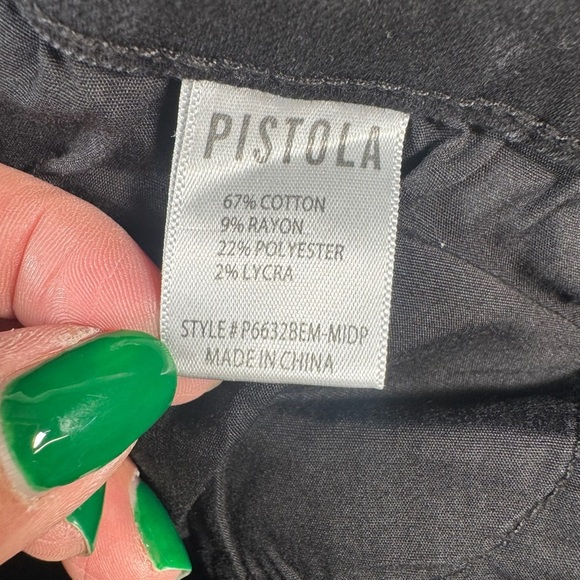 PISTOLA
67% COTTON
9% RAYON
22% POLYESTER
2% LYCRA
STYLE # P6632BEM-MIDP
MADE IN CHINA